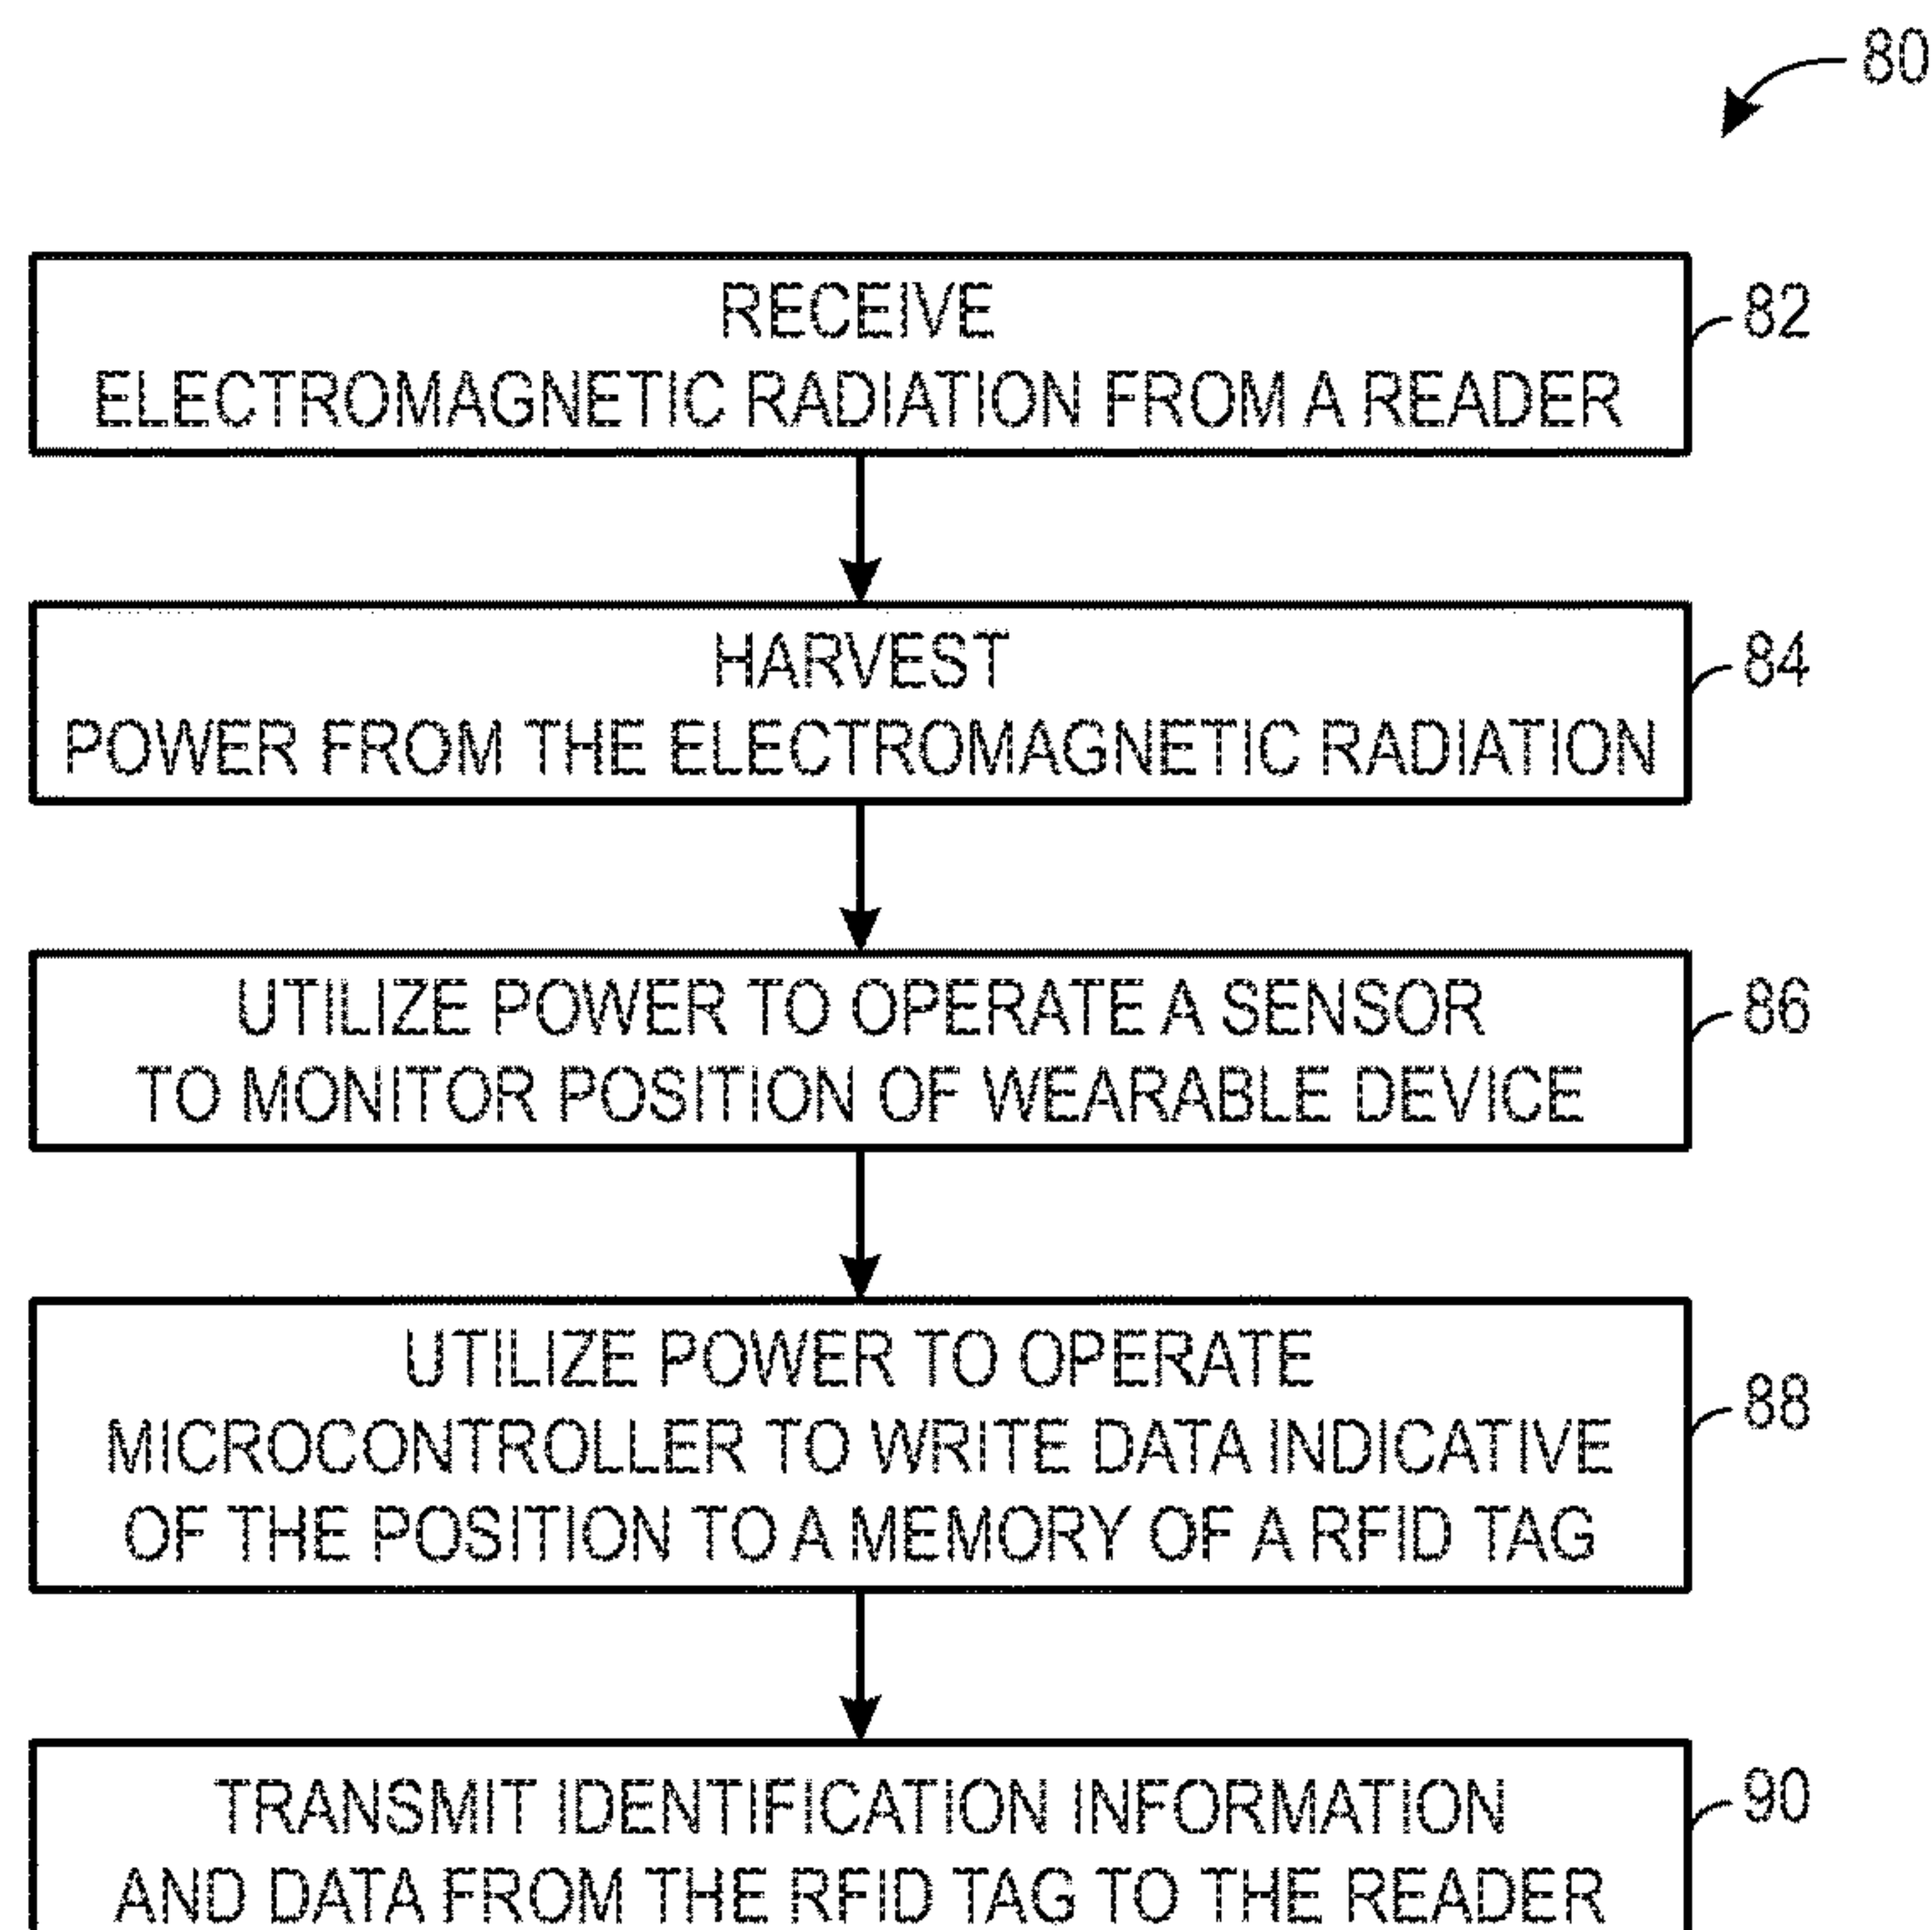 80
RECEIVE
ELECTROMAGNETIC RADIATION FROM A READER
82
HARVEST
POWER FROM THE ELECTROMAGNETIC RADIATION
84
UTILIZE POWER TO OPERATE A SENSOR
TO MONITOR POSITION OF WEARABLE DEVICE
86
UTILIZE POWER TO OPERATE
MICROCONTROLLER TO WRITE DATA INDICATIVE
OF THE POSITION TO A MEMORY OF A RFID TAG
88
TRANSMIT IDENTIFICATION INFORMATION
AND DATA FROM THE RFID TAG TO THE READER
90